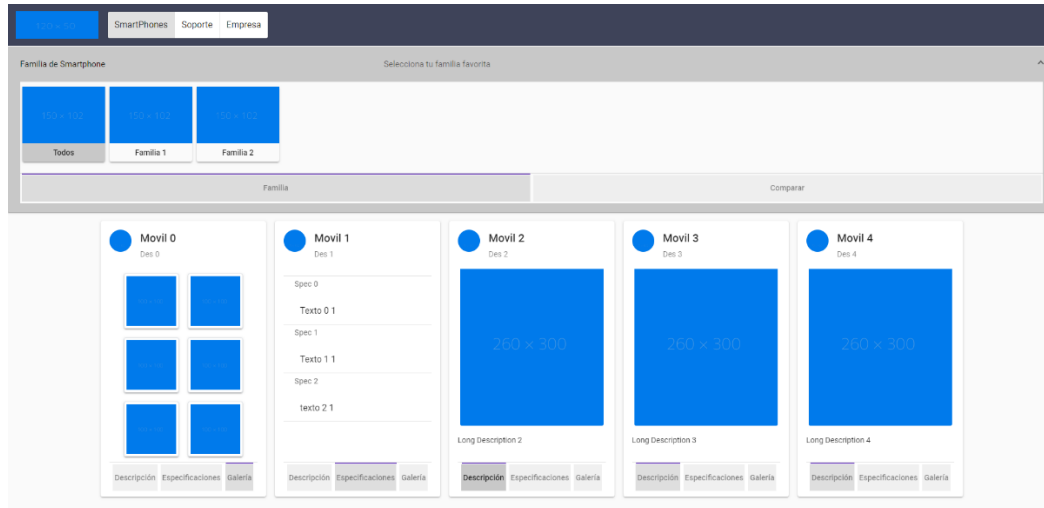 120 × 50 SmartPhones Soporte Empresa
Familia de Smartphone Selecciona tu familia favorita
150 × 102 150 × 102 150 × 102
Todos Familia 1 Familia 2
Familia Comparar
Movil 0
Des 0
Descripción Especificaciones Galería
Movil 1
Des 1
Spec 0
Texto 0 1
Spec 1
Texto 1 1
Spec 2
texto 2 1
Descripción Especificaciones Galería
Movil 2
Des 2
260 × 300
Long Description 2
Descripción Especificaciones Galería
Movil 3
Des 3
260 × 300
Long Description 3
Descripción Especificaciones Galería
Movil 4
Des 4
260 × 300
Long Description 4
Descripción Especificaciones Galería